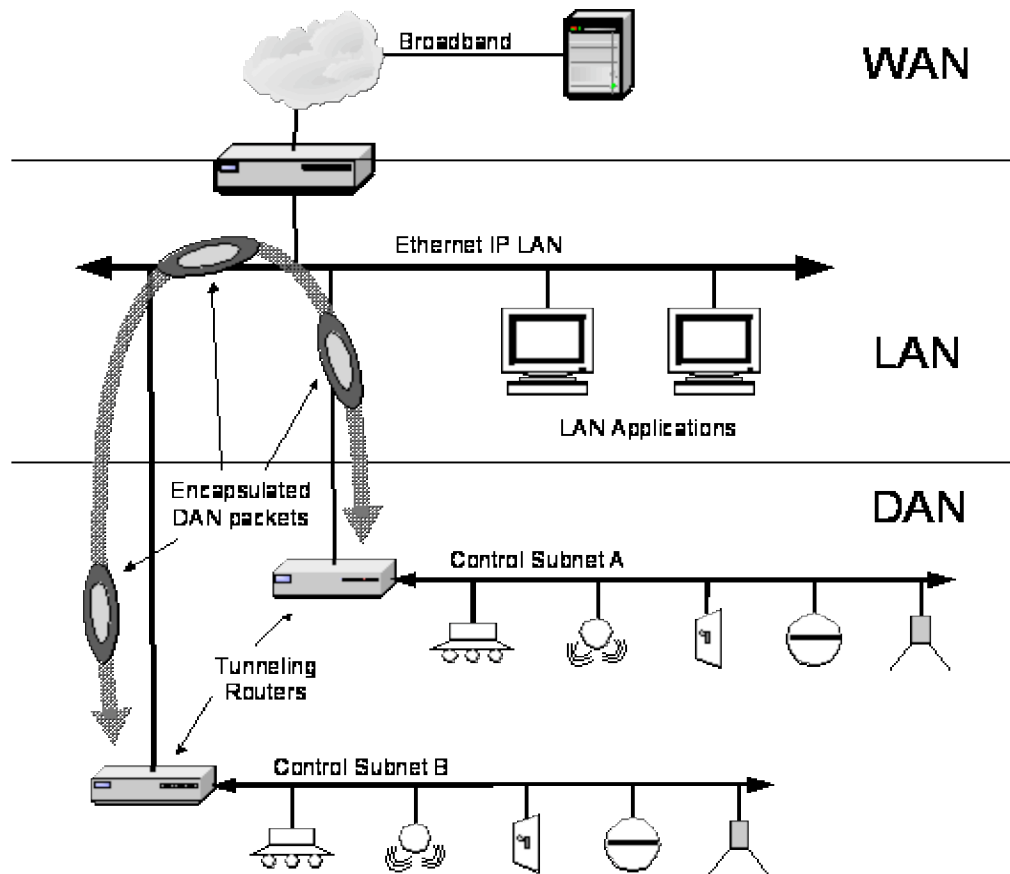 Broadband
WAN
Ethernet IP LAN
LAN
LAN Applications
Encapsulated
DAN packets
DAN
Control Subnet A
Tunneling
Routers
Control Subnet B